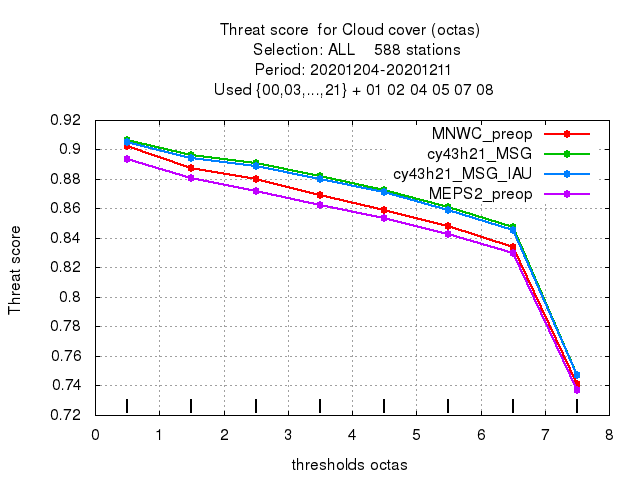 Threat score  for Cloud cover (octas)
Selection: ALL    588 stations
Period: 20201204-20201211
Used {00,03,...,21} + 01 02 04 05 07 08
Threat score
0.92
0.9
0.88
0.86
0.84
0.82
0.8
0.78
0.76
0.74
0.72
MNWC_preop
cy43h21_MSG
cy43h21_MSG_IAU
MEPS2_preop
0 1 2 3 4 5 6 7 8
thresholds octas